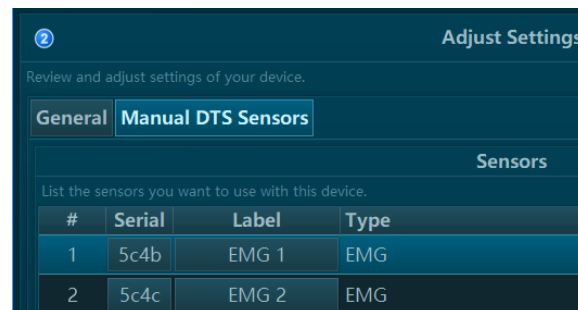 2 Adjust Settings
Review and adjust settings of your device.
General Manual DTS Sensors
Sensors
List the sensors you want to use with this device.
# Serial Label Type
1 5c4b EMG 1 EMG
2 5c4c EMG 2 EMG